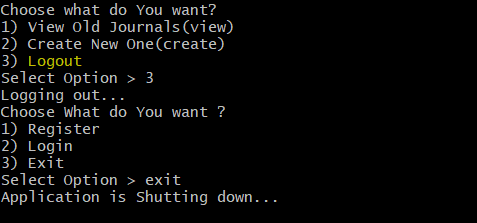 Choose what do You want?
1) View Old Journals(view)
2) Create New One(create)
3) Logout
Select Option > 3
Logging out...
Choose What do You want ?
1) Register
2) Login
3) Exit
Select Option > exit
Application is Shutting down...